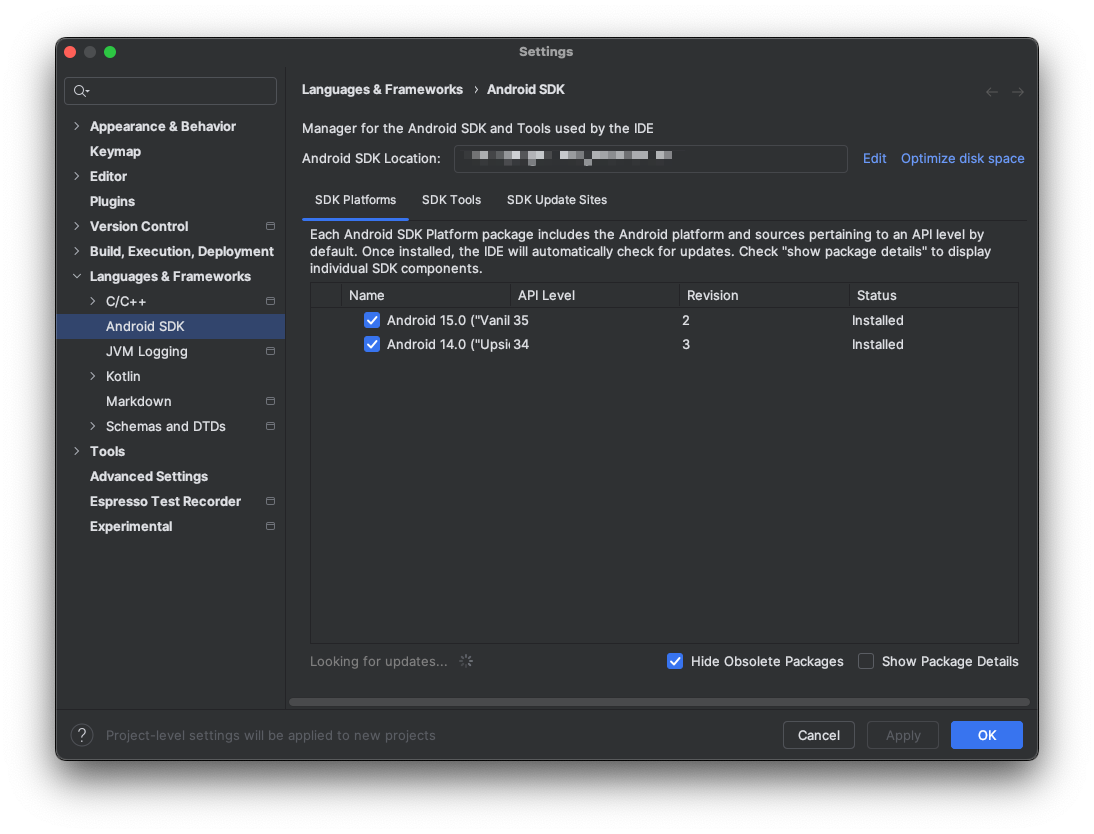 Settings
Languages & Frameworks › Android SDK
Appearance & Behavior
Keymap
Editor
Plugins
Version Control
Build, Execution, Deployment
Languages & Frameworks
C/C++
Android SDK
JVM Logging
Kotlin
Markdown
Schemas and DTDs
Tools
Advanced Settings
Espresso Test Recorder
Experimental
Manager for the Android SDK and Tools used by the IDE
Android SDK Location: Edit Optimize disk space
SDK Platforms SDK Tools SDK Update Sites
Each Android SDK Platform package includes the Android platform and sources pertaining to an API level by
default. Once installed, the IDE will automatically check for updates. Check "show package details" to display
individual SDK components.
Name API Level Revision Status
Android 15.0 ("Vanil 35 2 Installed
Android 14.0 ("Upsi 34 3 Installed
Looking for updates... Hide Obsolete Packages Show Package Details
? Project-level settings will be applied to new projects Cancel Apply OK